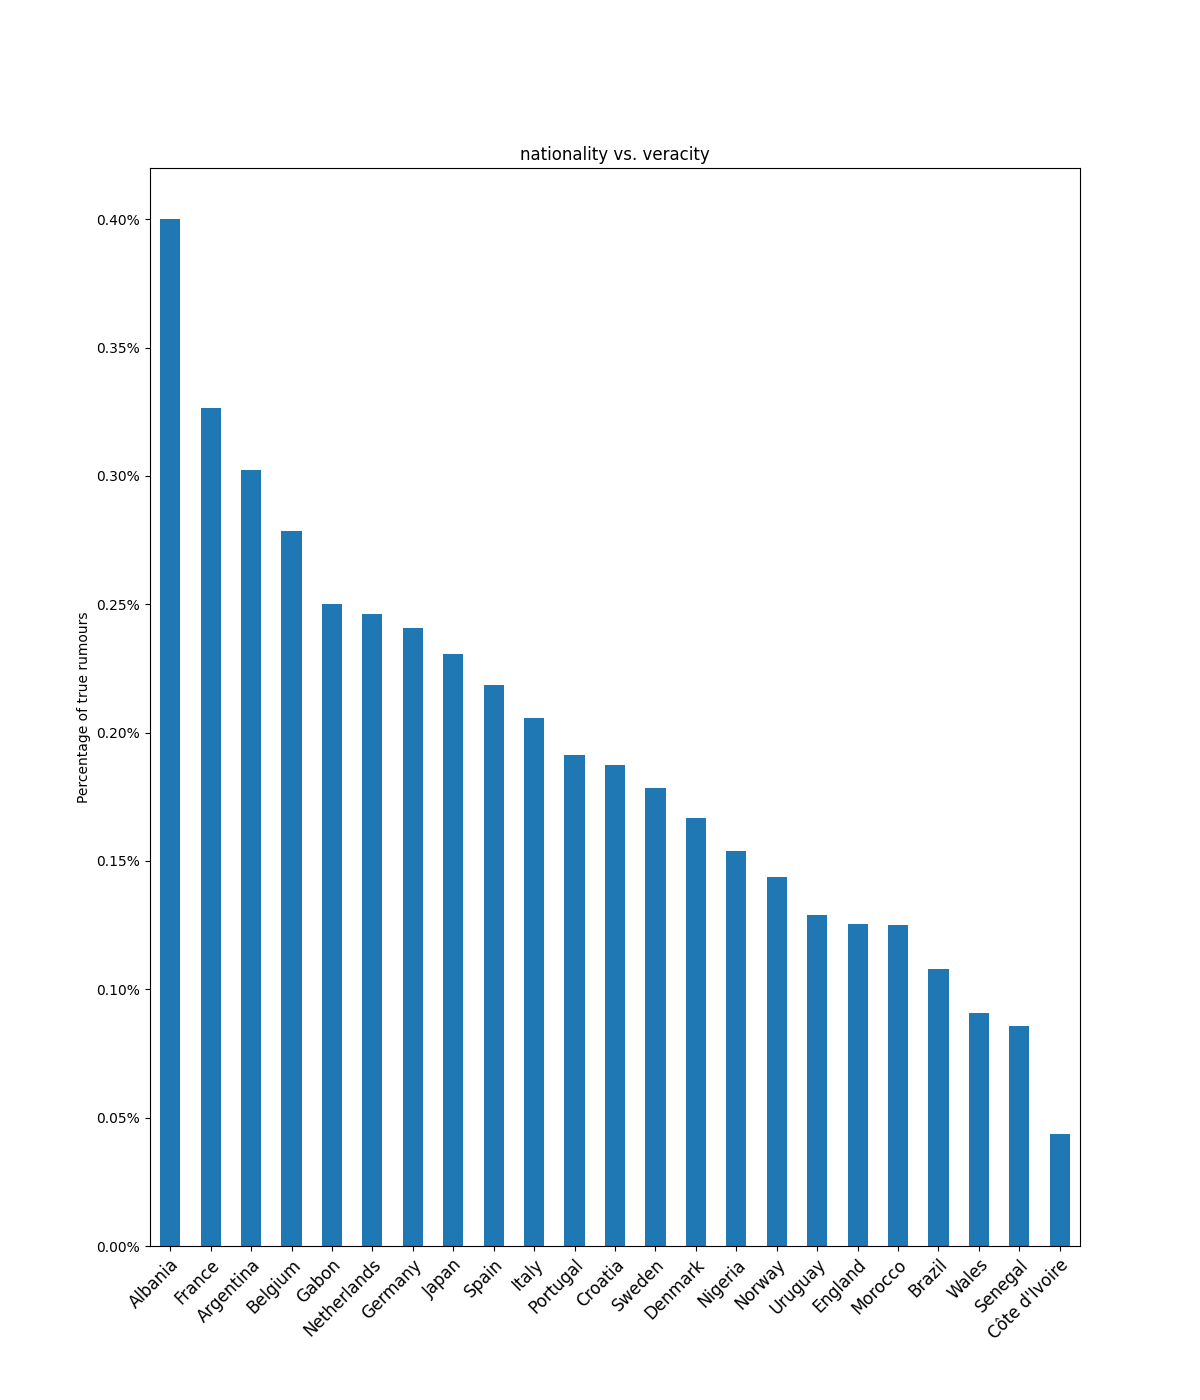 nationality vs. veracity
0.40%
0.35%
0.30%
0.25%
0.20%
0.15%
0.10%
0.05%
0.00%
Percentage of true rumours
Albania
France
Argentina
Belgium
Gabon
Netherlands
Germany
Japan
Spain
Italy
Portugal
Croatia
Sweden
Denmark
Nigeria
Norway
Uruguay
England
Morocco
Brazil
Wales
Senegal
Côte d'Ivoire